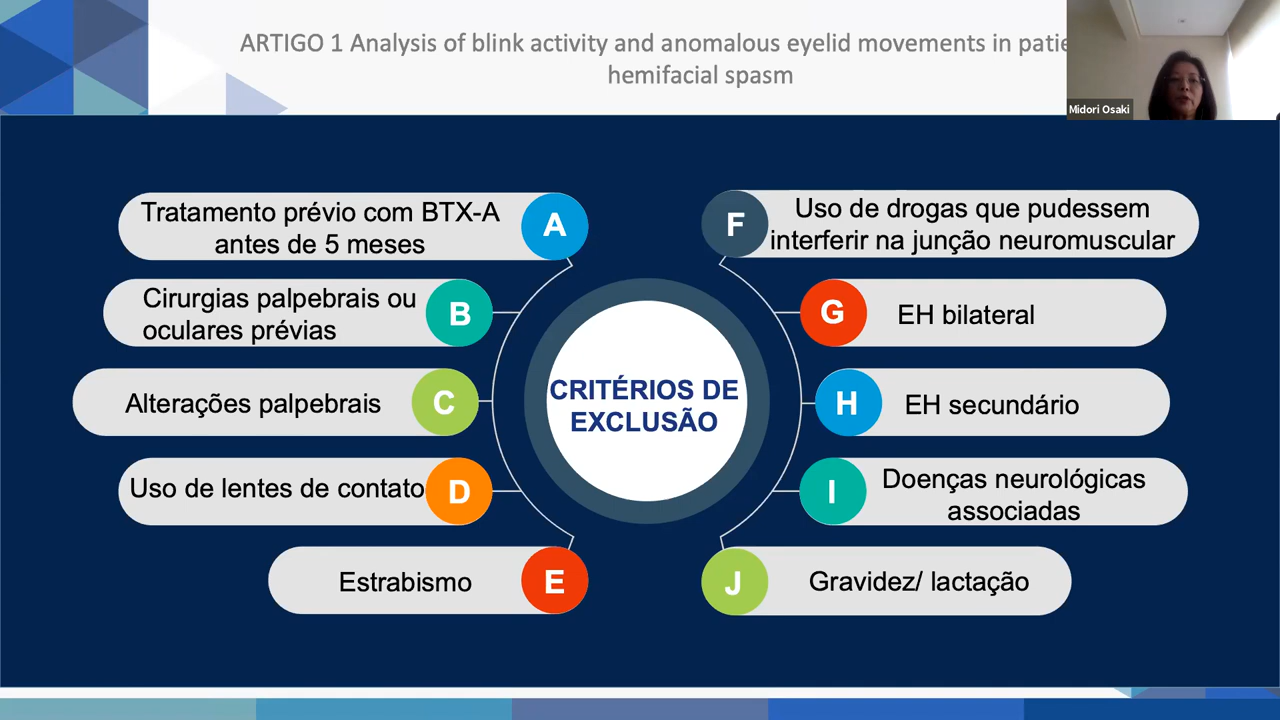 ARTIGO 1 Analysis of blink activity and anomalous eyelid movements in
hemifacial spasm
Midori Osaki
Tratamento prévio com BTX-A
antes de 5 meses
A
Cirurgias palpebrais ou
oculares prévias
B
Alterações palpebrais
C
Uso de lentes de contato
D
Estrabismo
E
CRITÉRIOS DE
EXCLUSÃO
F
Uso de drogas que pudessem
interferir na junção neuromuscular
G
EH bilateral
H
EH secundário
I
Doenças neurológicas
associadas
J
Gravidez/ lactação